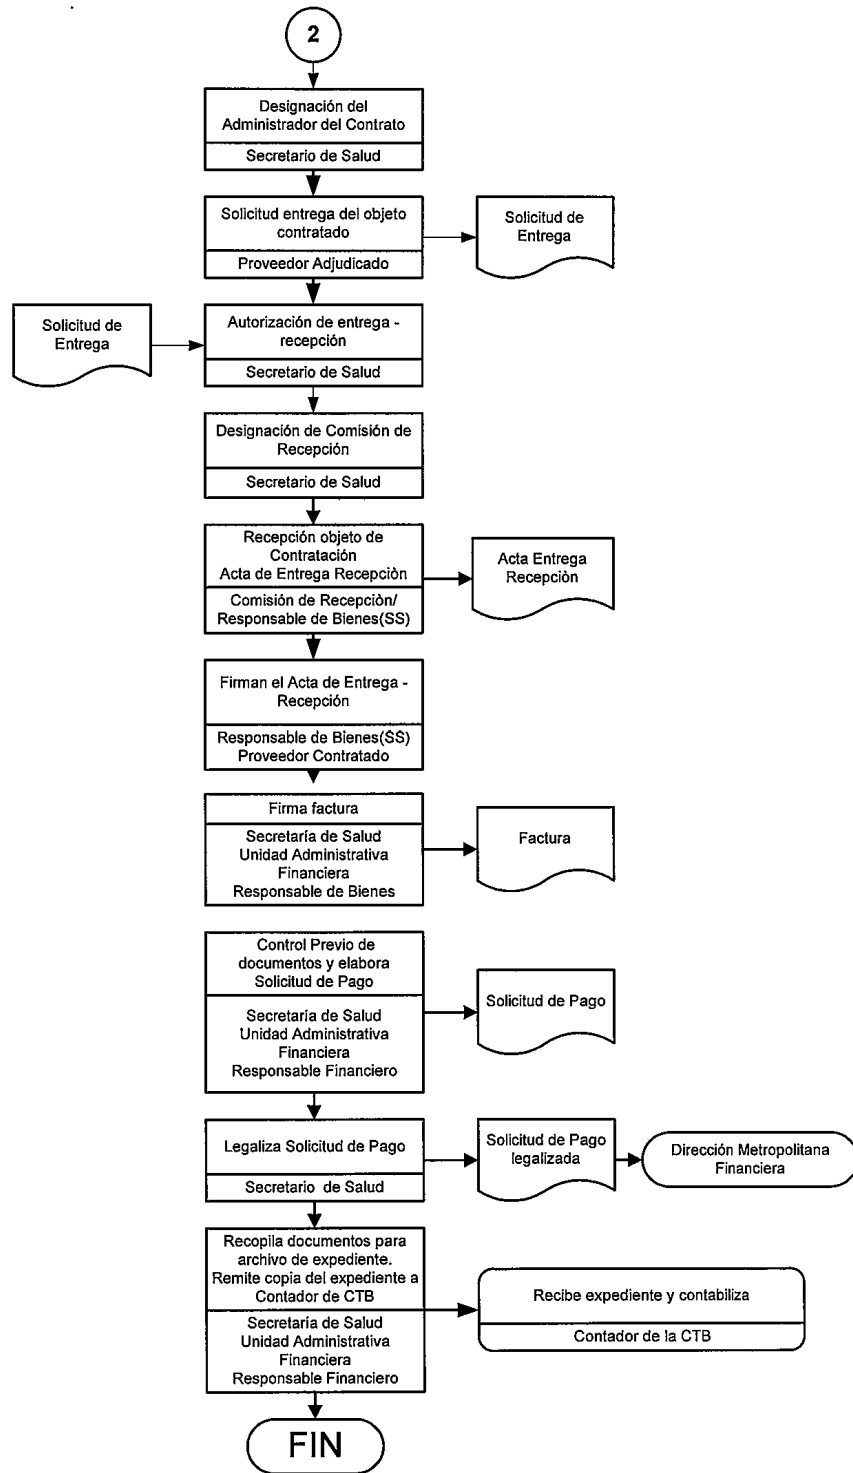 2
Designación del
Administrador del Contrato
Secretario de Salud
Solicitud entrega del objeto
contratado
Proveedor Adjudicado
Solicitud de
Entrega
Solicitud de
Entrega
Autorización de entrega -
recepción
Secretario de Salud
Designación de Comisión de
Recepción
Secretario de Salud
Recepción objeto de
Contratación
Acta de Entrega Recepciòn
Comisión de Recepciòn/
Responsable de Bienes(SS)
Acta Entrega
Recepciòn
Firman el Acta de Entrega -
Recepción
Responsable de Bienes(SS)
Proveedor Contratado
Firma factura
Secretaría de Salud
Unidad Administrativa
Financiera
Responsable de Bienes
Factura
Control Previo de
documentos y elabora
Solicitud de Pago
Secretaría de Salud
Unidad Administrativa
Financiera
Responsable Financiero
Solicitud de Pago
Legaliza Solicitud de Pago
Secretario de Salud
Solicitud de Pago
legalizada
Dirección Metropolitana
Financiera
Recopila documentos para
archivo de expediente.
Remite copia del expediente a
Contador de CTB
Secretaría de Salud
Unidad Administrativa
Financiera
Responsable Financiero
Recibe expediente y contabiliza
Contador de la CTB
FIN